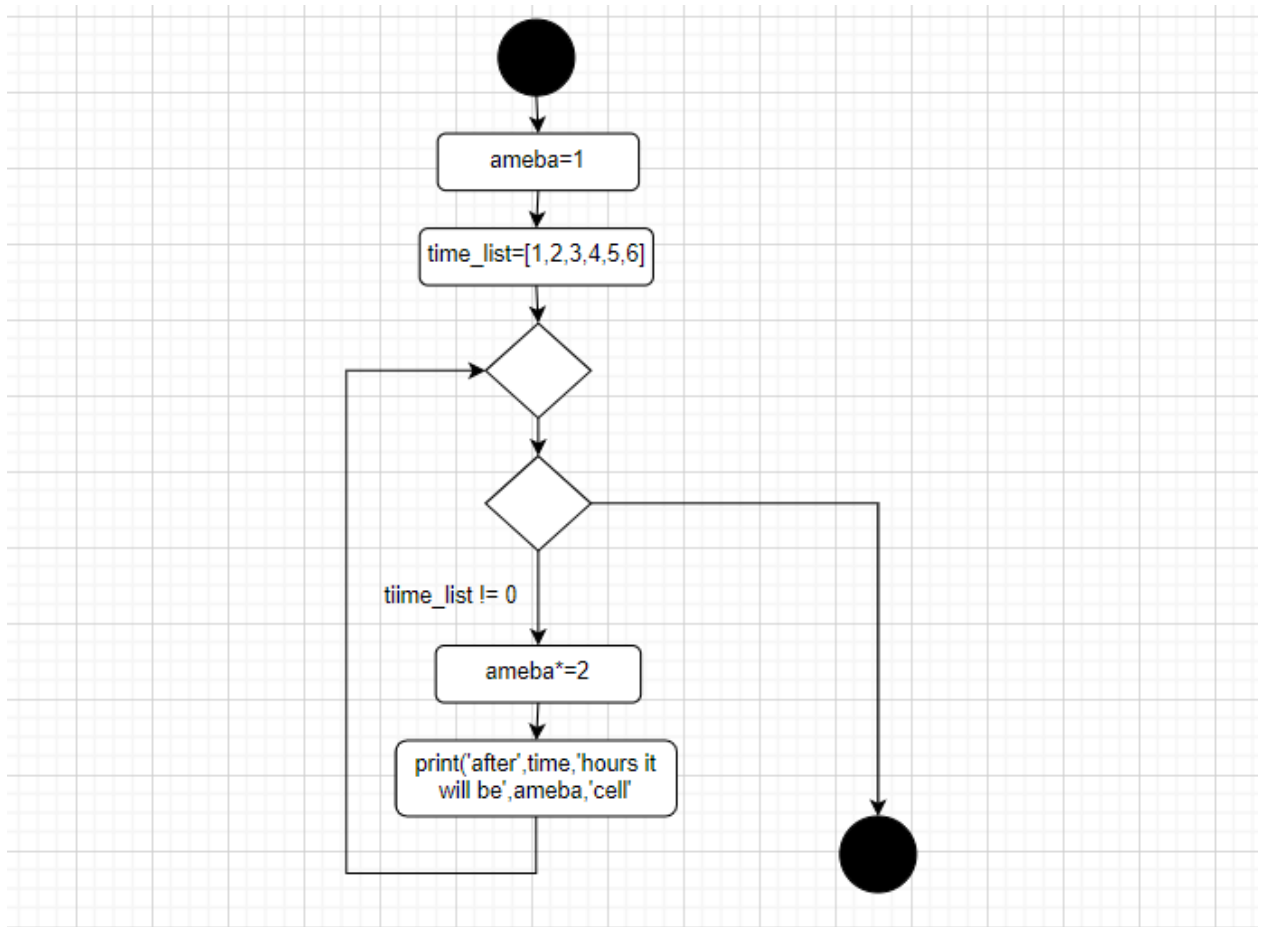 ameba=1
time_list=[1,2,3,4,5,6]
tiime_list != 0
ameba*=2
print('after',time,'hours it
will be',ameba,'cell'